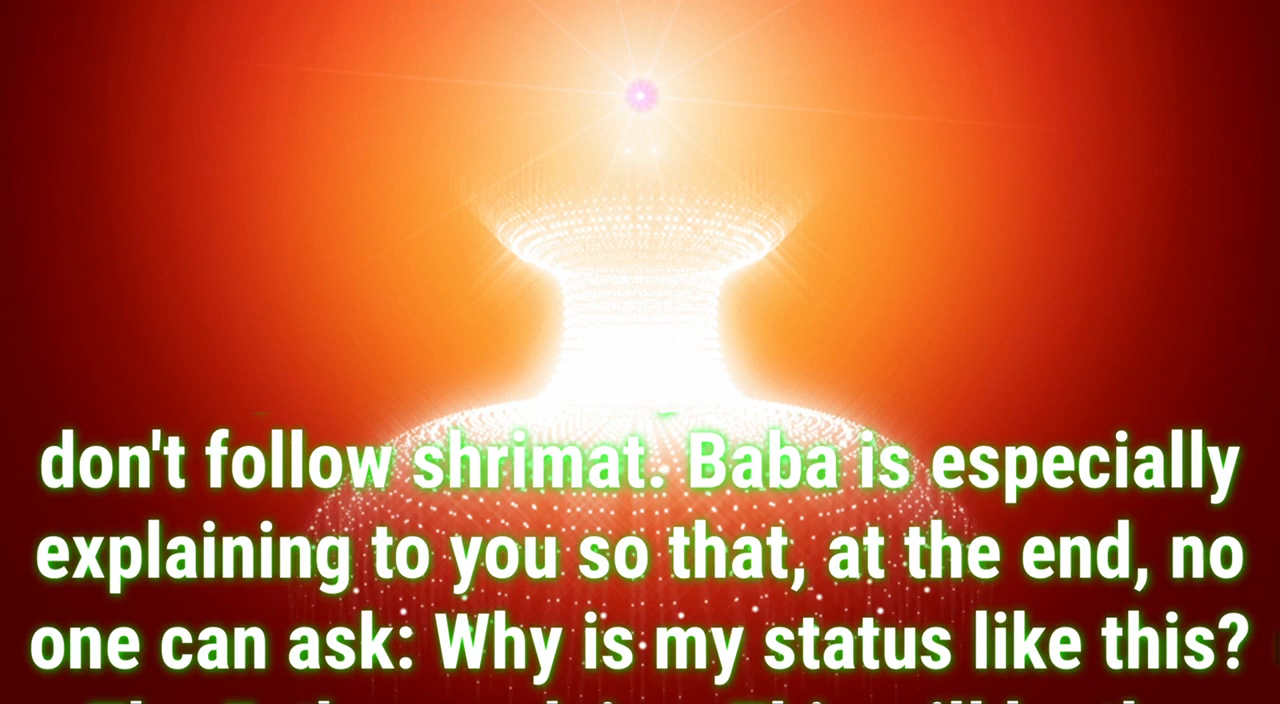 don't follow shrimat. Baba is especially
explaining to you so that, at the end, no
one can ask: Why is my status like this?